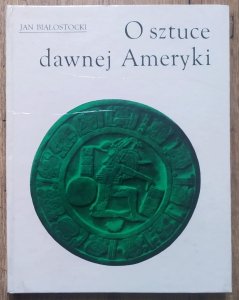 JAN BIAŁOSTOCKI
O sztuce
dawnej Ameryki